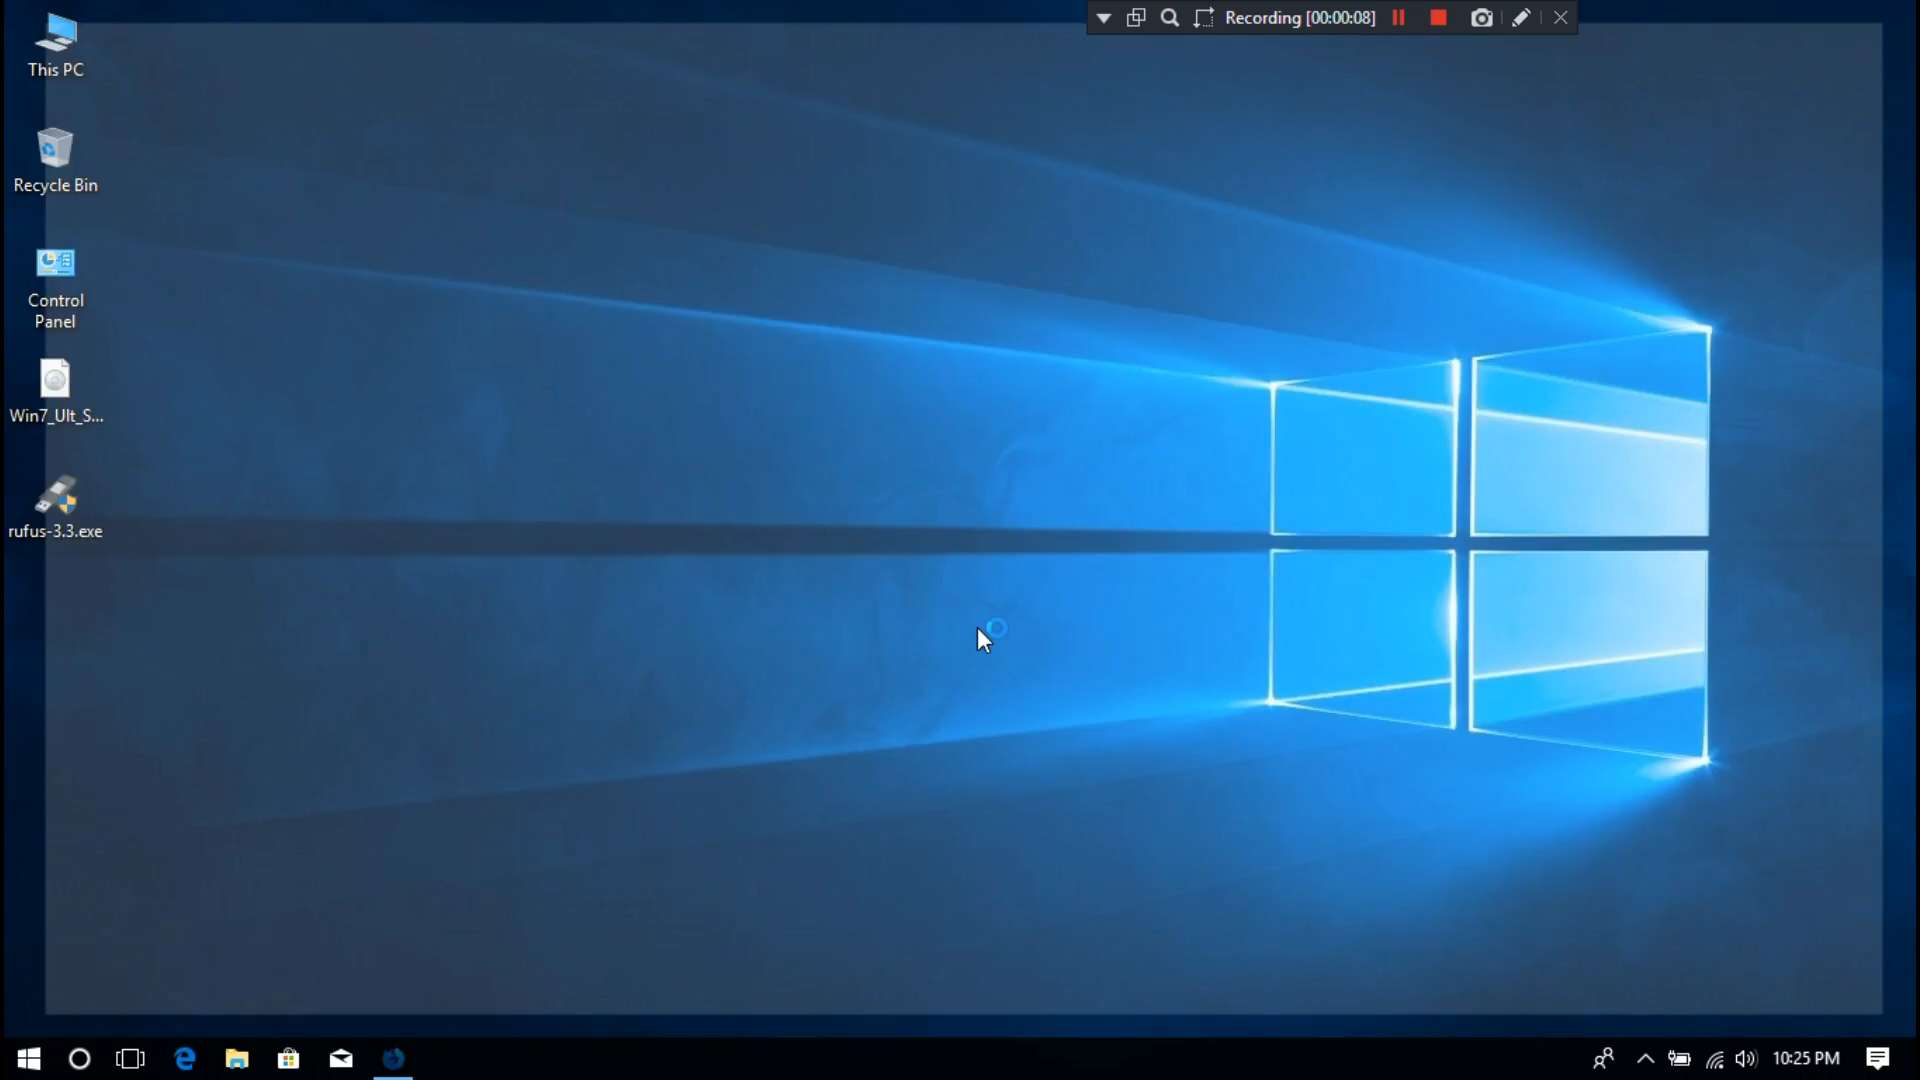 Recording [00:00:08]
This PC
Recycle Bin
Control
Panel
Win7_Ult_S...
rufus-3.3.exe
10:25 PM